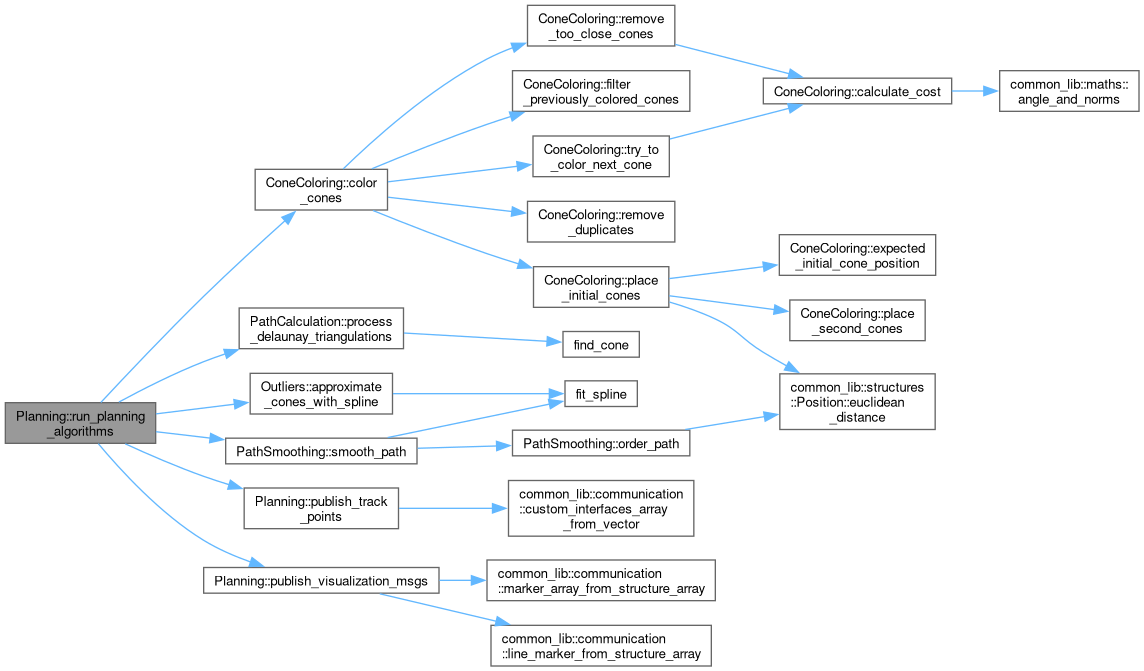 Planning::run_planning
_algorithms
ConeColoring::color
_cones
PathCalculation::process
_delaunay_triangulations
Outliers::approximate
_cones_with_spline
PathSmoothing::smooth_path
Planning::publish_track
_points
Planning::publish_visualization_msgs
ConeColoring::remove
_too_close_cones
ConeColoring::filter
_previously_colored_cones
ConeColoring::try_to
_color_next_cone
ConeColoring::remove
_duplicates
ConeColoring::place
_initial_cones
find_cone
fit_spline
PathSmoothing::order_path
common_lib::communication
::custom_interfaces_array
_from_vector
common_lib::communication
::marker_array_from_structure_array
common_lib::communication
::line_marker_from_structure_array
ConeColoring::calculate_cost
ConeColoring::expected
_initial_cone_position
ConeColoring::place
_second_cones
common_lib::structures
::Position::euclidean
_distance
common_lib::maths::
angle_and_norms